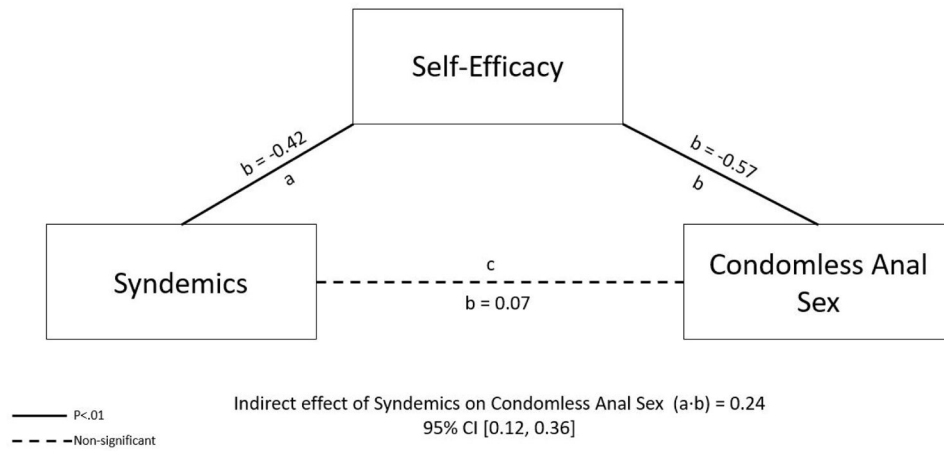 Self-Efficacy
b = -0.42
a
b = -0.57
b
Syndemics
c
b = 0.07
Condomless Anal
Sex
Indirect effect of Syndemics on Condomless Anal Sex (a·b) = 0.24
95% CI [0.12, 0.36]
P<.01
Non-significant